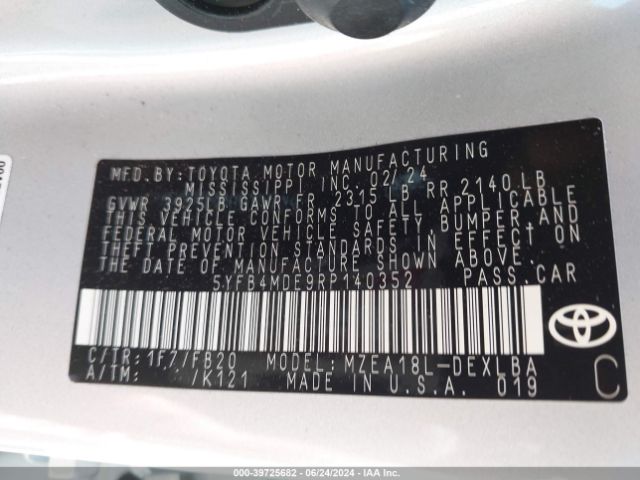 MFD.BY:TOYOTA MOTOR MANUFACTURING
MISSISSIPPI INC. 02/24
GVWR 3925LB GAWR FR 2315 LB RR 2140 LB
THIS VEHICLE CONFORMS TO ALL APPLICABLE
FEDERAL MOTOR VEHICLE SAFETY, BUMPER AND
THEFT PREVENTION STANDARDS IN EFFECT ON
THE DATE OF MANUFACTURE SHOWN ABOVE.
5YFB4MDE9RP140352 PASS.CAR
C/TR: 1F7/FB20 MODEL: MZEA18L-DEXLBA
A/TM: /K121 MADE IN U.S.A. 019
C
000-39725682 | 06/24/2024 | IAA Inc.